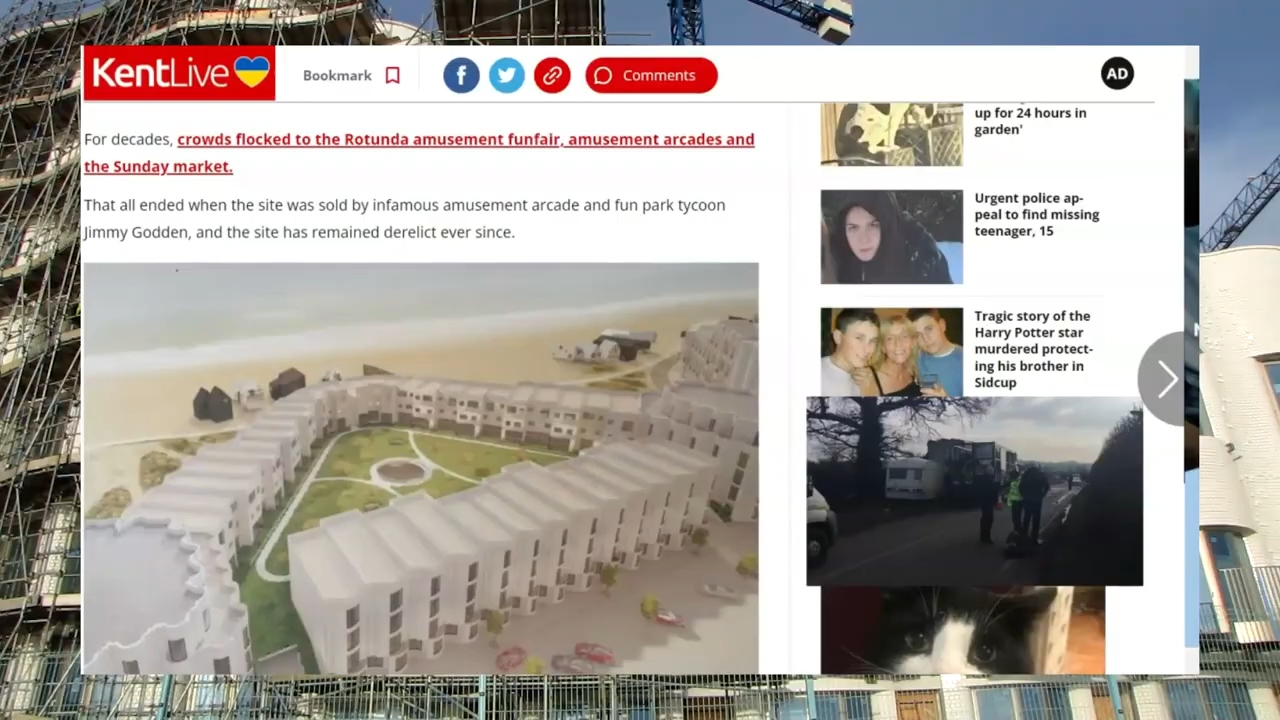 KentLive
Bookmark
Comments
AD
For decades, crowds flocked to the Rotunda amusement funfair, amusement arcades and
the Sunday market.
That all ended when the site was sold by infamous amusement arcade and fun park tycoon
Jimmy Godden, and the site has remained derelict ever since.
up for 24 hours in
garden'
Urgent police ap-
peal to find missing
teenager, 15
Tragic story of the
Harry Potter star
murdered protect-
ing his brother in
Sidcup